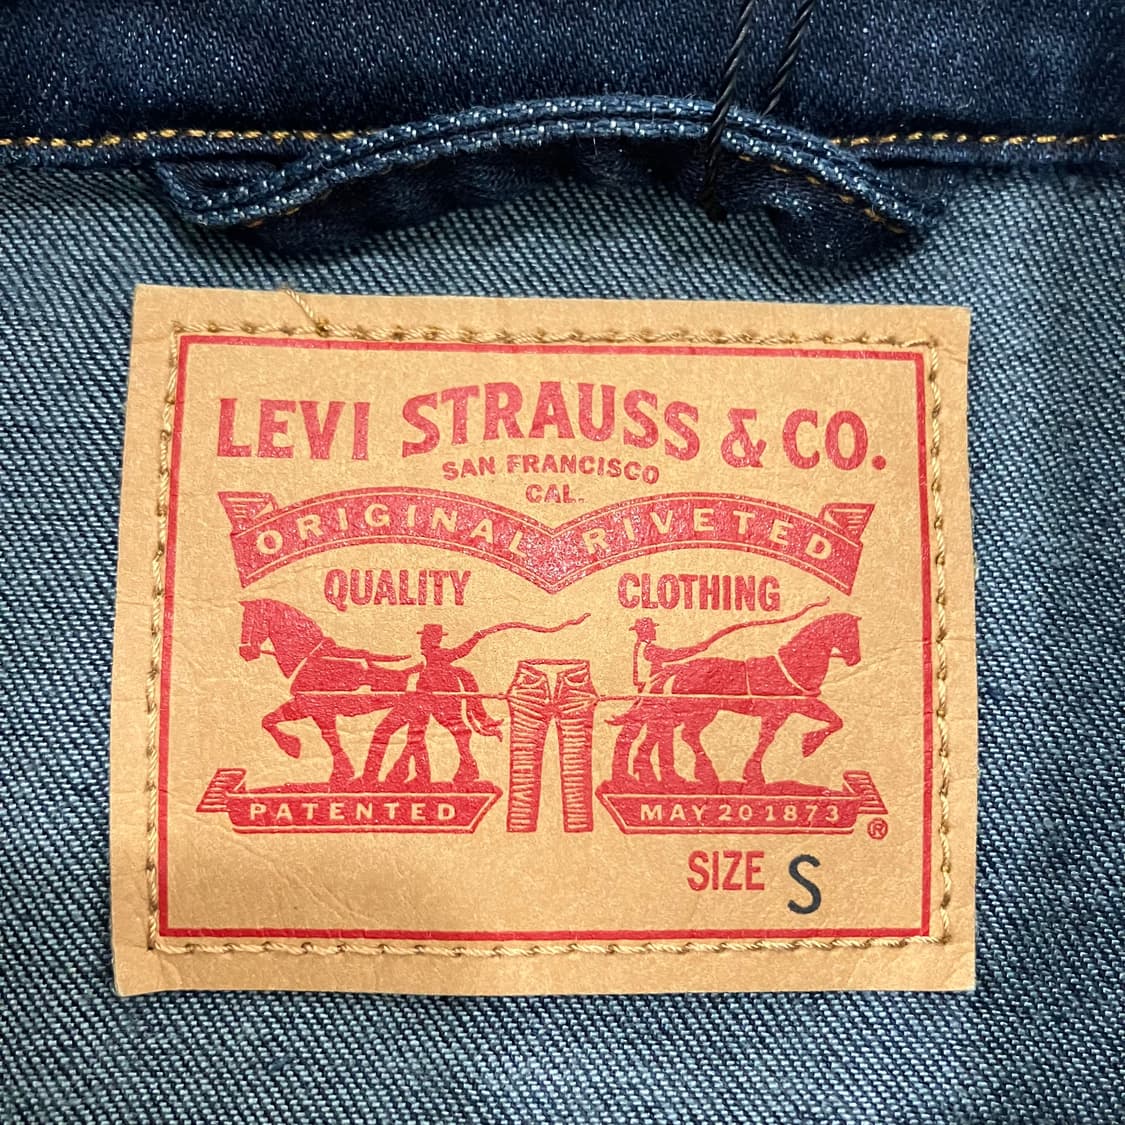 LEVI STRAUSS & CO.
SAN FRANCISCO
CAL.
ORIGINAL RIVETED
QUALITY CLOTHING
PATENTED MAY 20 1873
®
SIZE S